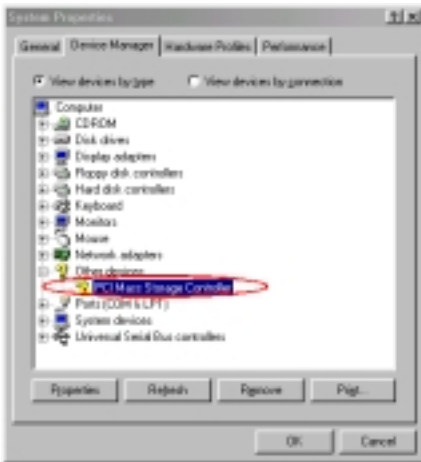 System Properties
General Device Manager Hardware Profiles Performance
View devices by type View devices by connection
Computer
CDROM
Disk drives
Display adapters
Floppy disk controllers
Hard disk controllers
Keyboard
Monitors
Mouse
Network adapters
Other devices
PCI Mass Storage Controller
Ports (COM & LPT)
System devices
Universal Serial Bus controllers
Properties Refresh Remove Print...
OK Cancel